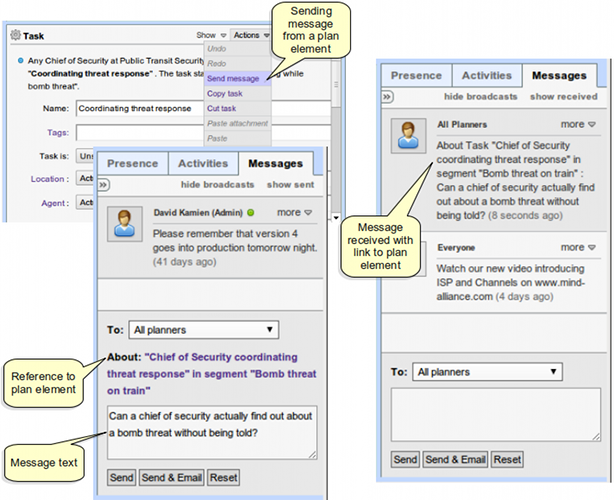 Sending
message
from a plan
element
Task
Show
Actions
Any Chief of Security at Public Transit Security
"Coordinating threat response" . The task sta
ing while
bomb threat".
Undo
Redo
Send message
Copy task
Cut task
Paste attachment
Paste
Name: Coordinating threat response
Tags:
Task is:
Location :
Agent :
Presence Activities Messages
hide broadcasts show sent
David Kamien (Admin) more
Please remember that version 4
goes into production tomorrow night.
(41 days ago)
To: All planners
About: "Chief of Security coordinating
threat response" in segment "Bomb threat
on train"
Can a chief of security actually find out about
a bomb threat without being told?
Send Send & Email Reset
Reference to
plan element
Message text
Presence Activities Messages
hide broadcasts show received
All Planners more
About Task "Chief of Security
coordinating threat response" in
segment "Bomb threat on train" :
Can a chief of security actually find
out about a bomb threat without
being told? (8 seconds ago)
Everyone more
Watch our new video introducing
ISP and Channels on www.mind-
alliance.com (4 days ago)
To: All planners
Send Send & Email Reset
Message
received with
link to plan
element